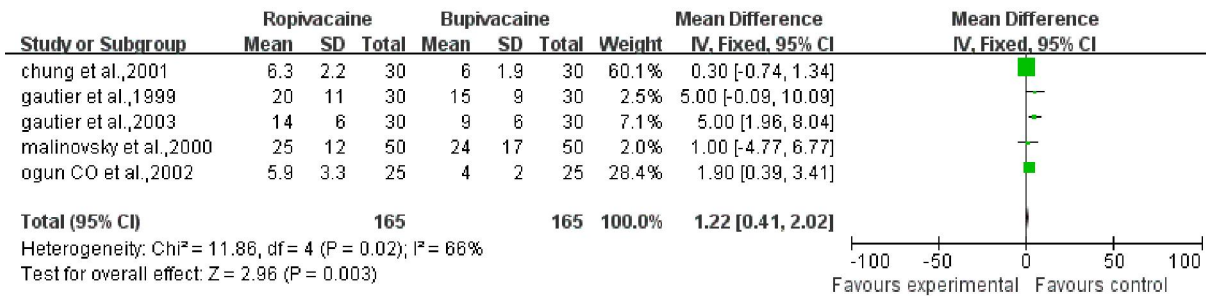 Ropivacaine Bupivacaine Mean Difference Mean Difference
Study or Subgroup Mean SD Total Mean SD Total Weight IV, Fixed, 95% CI IV, Fixed, 95% CI
chung et al.,2001 6.3 2.2 30 6 1.9 30 60.1% 0.30 [-0.74, 1.34]
gautier et al.,1999 20 11 30 15 9 30 2.5% 5.00 [-0.09, 10.09]
gautier et al.,2003 14 6 30 9 6 30 7.1% 5.00 [1.96, 8.04]
malinovsky et al.,2000 25 12 50 24 17 50 2.0% 1.00 [-4.77, 6.77]
ogun CO et al.,2002 5.9 3.3 25 4 2 25 28.4% 1.90 [0.39, 3.41]
Total (95% CI) 165 165 100.0% 1.22 [0.41, 2.02]
Heterogeneity: Chi² = 11.86, df = 4 (P = 0.02); I² = 66%
Test for overall effect: Z = 2.96 (P = 0.003)
-100 -50 0 50 100
Favours experimental Favours control